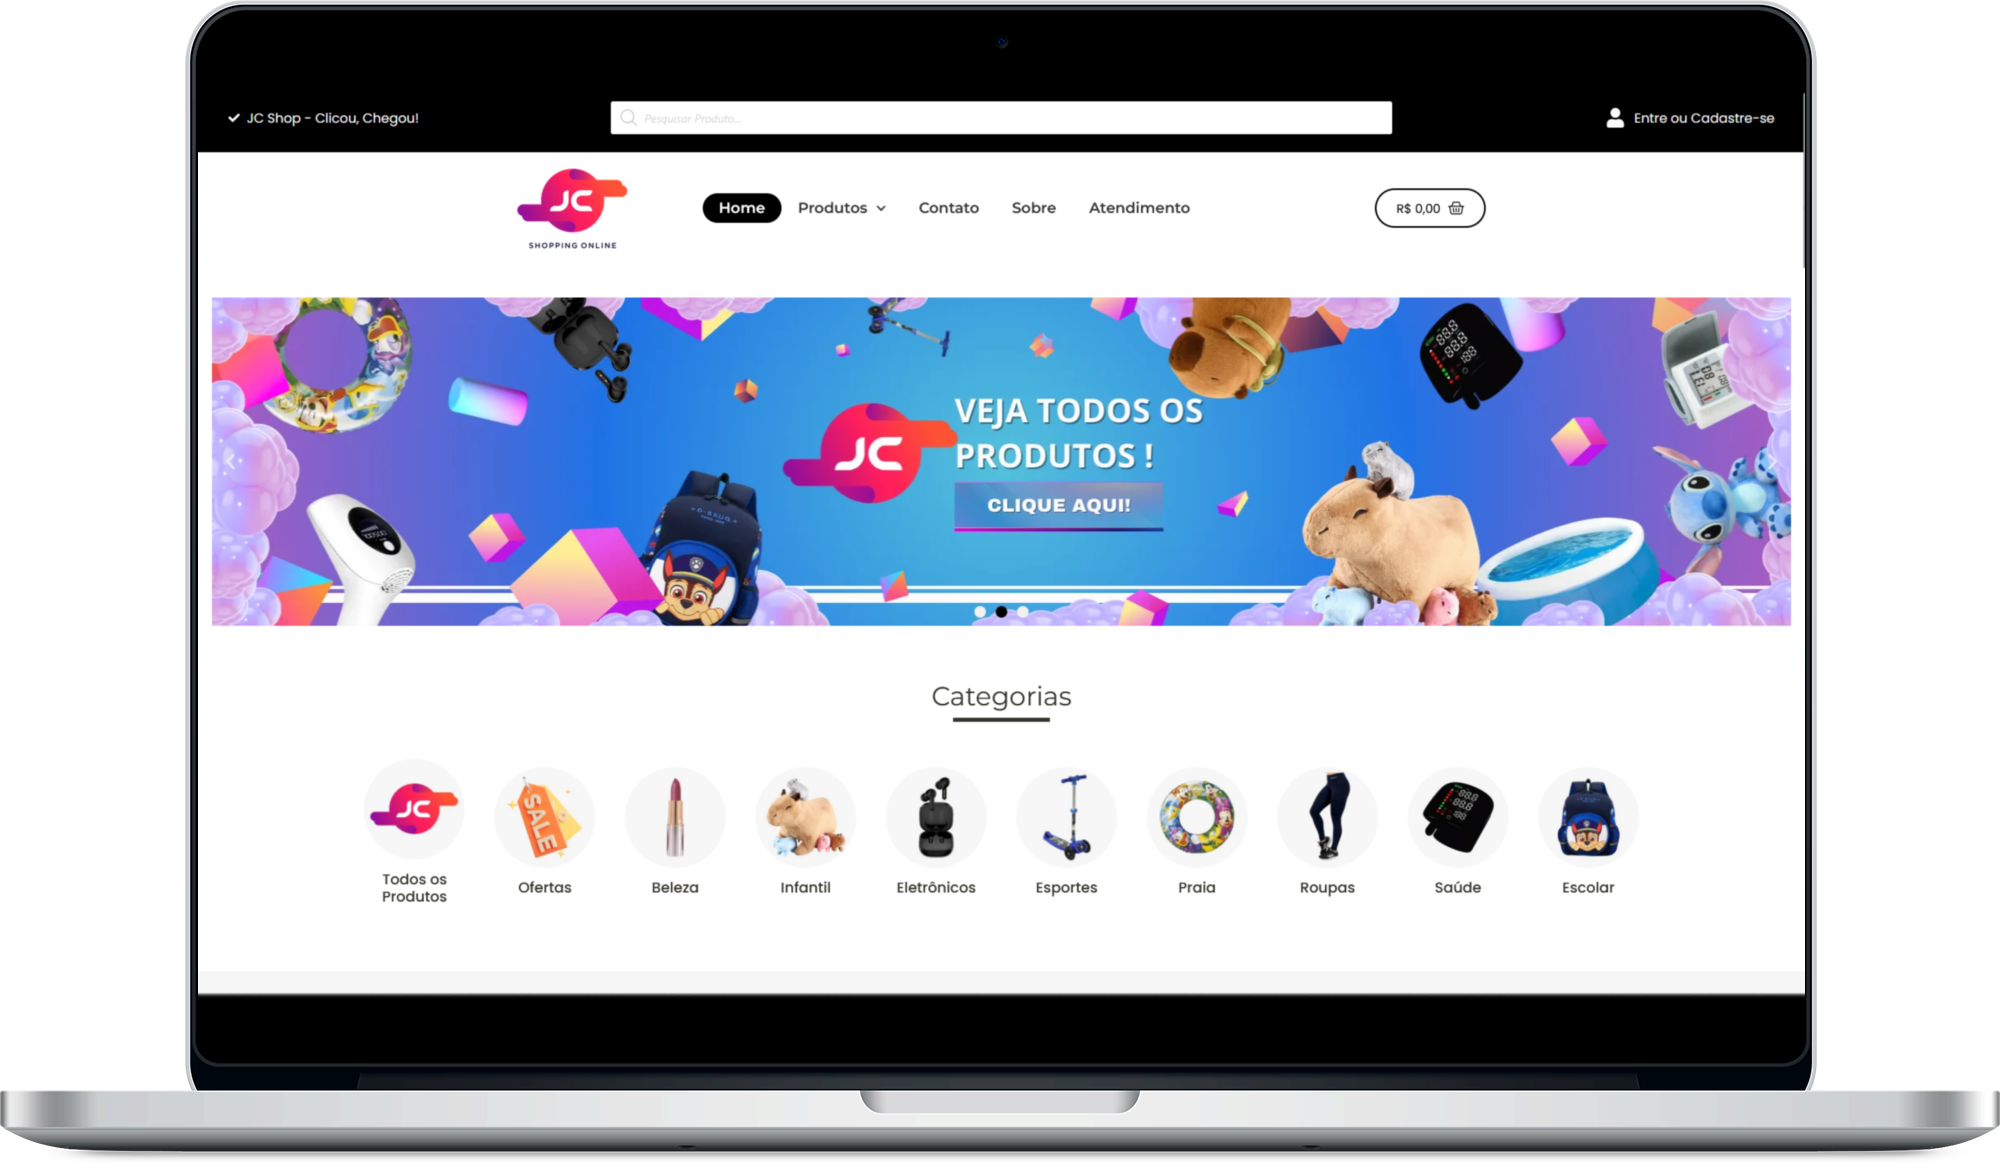 JC Shop - Clicou, Chegou!
Pesquisar Produto...
Entre ou Cadastre-se
JC
SHOPPING ONLINE
Home
Produtos
Contato
Sobre
Atendimento
R$ 0,00
JC
VEJA TODOS OS
PRODUTOS !
CLIQUE AQUI!
Categorias
JC
SALE
Todos os
Produtos
Ofertas
Beleza
Infantil
Eletrônicos
Esportes
Praia
Roupas
Saúde
Escolar